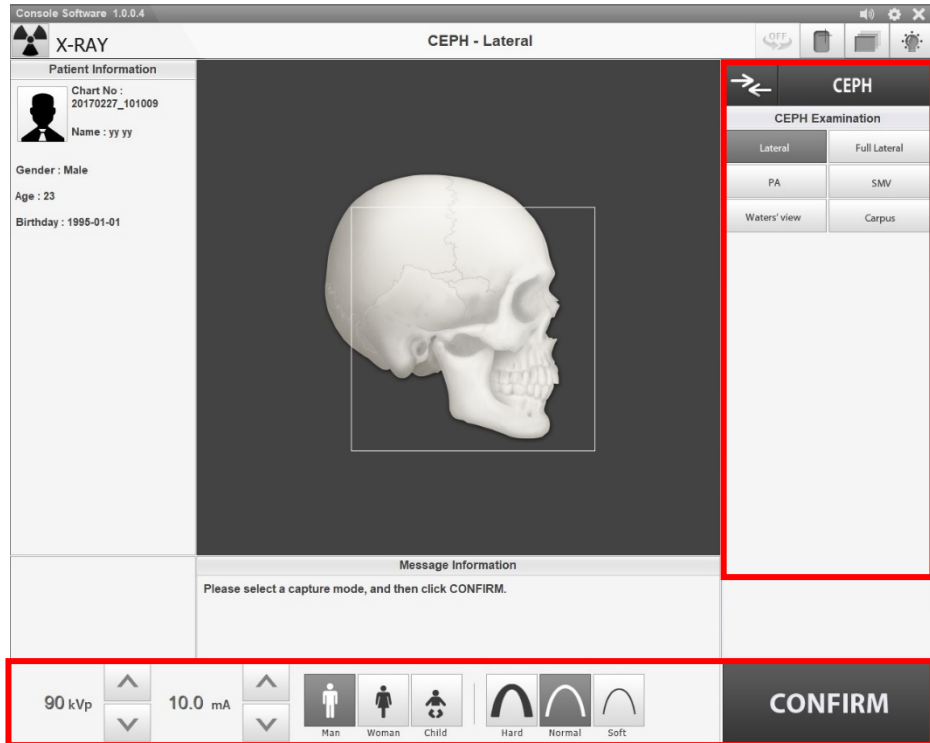 Console Software 1.0.0.4
X-RAY
CEPH - Lateral
OFF
Patient Information
Chart No :
20170227_101009
Name : yy yy
Gender : Male
Age : 23
Birthday : 1995-01-01
CEPH
CEPH Examination
Lateral
Full Lateral
PA
SMV
Waters' view
Carpus
Message Information
Please select a capture mode, and then click CONFIRM.
90 kVp
10.0 mA
Man
Woman
Child
Hard
Normal
Soft
CONFIRM